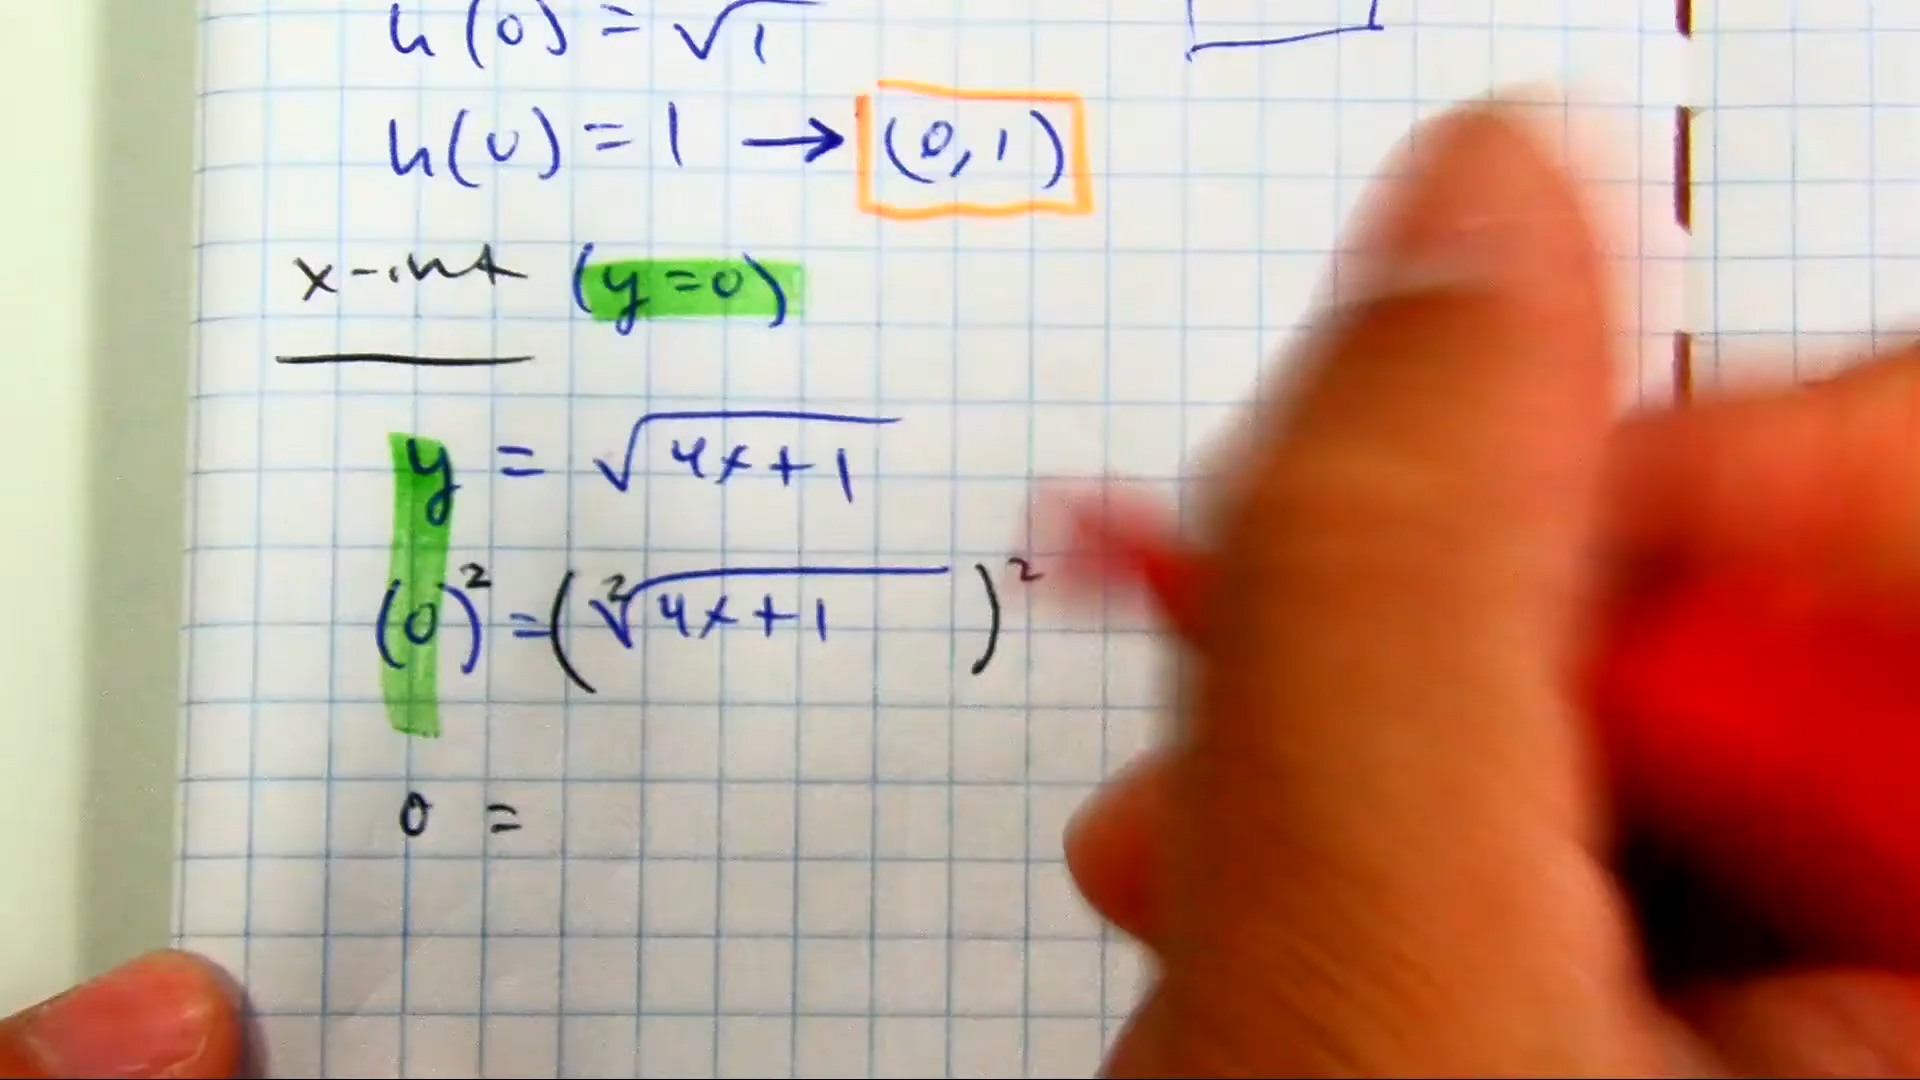 h(0) = √1
h(0) = 1 → (0,1)
x-int (y=0)
y = √4x+1
(0)² = (²√4x+1)²
0 =